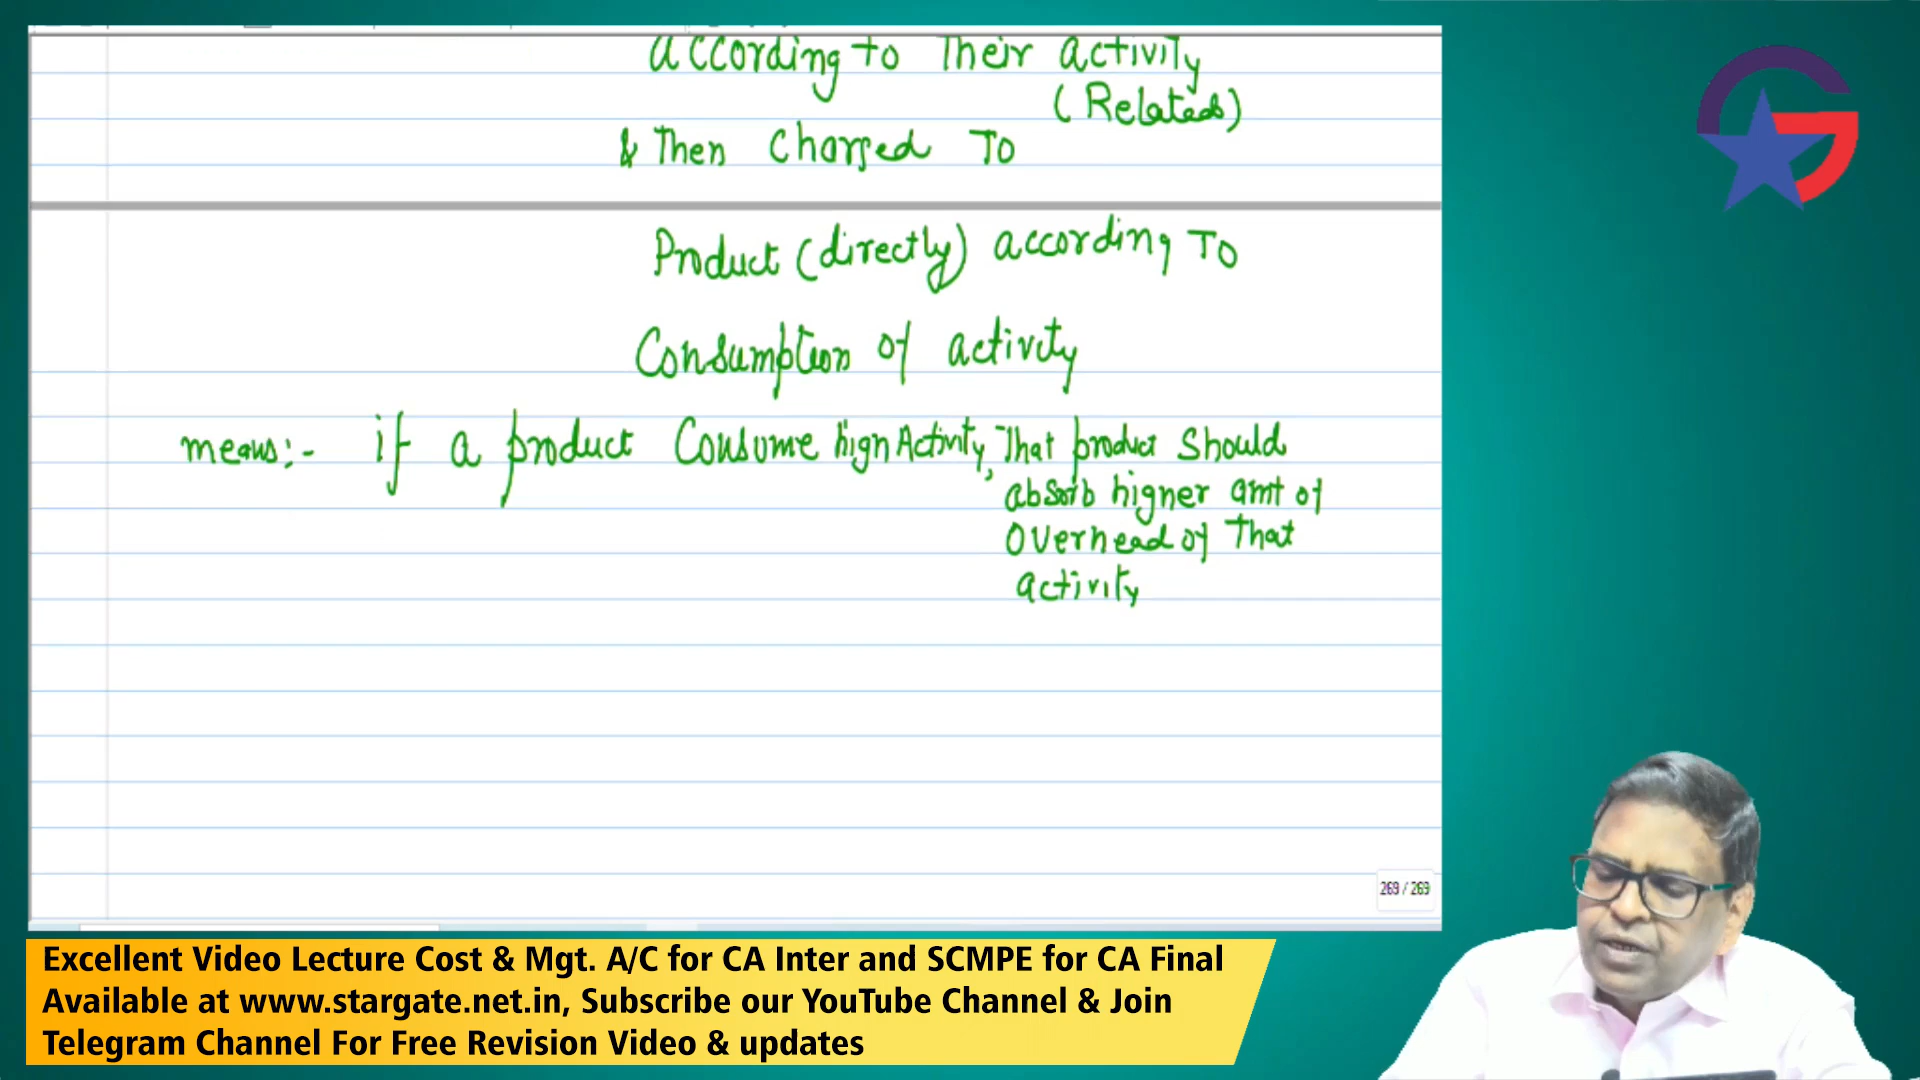 According to Their activity
(Related)
& Then Charged To
Product (directly) according To
Consumption of activity
means:- if a product Consume high Activity, That product Should
absorb higher amt of
Overhead of That
activity
269 / 269
Excellent Video Lecture Cost & Mgt. A/C for CA Inter and SCMPE for CA Final
Available at www.stargate.net.in, Subscribe our YouTube Channel & Join
Telegram Channel For Free Revision Video & updates